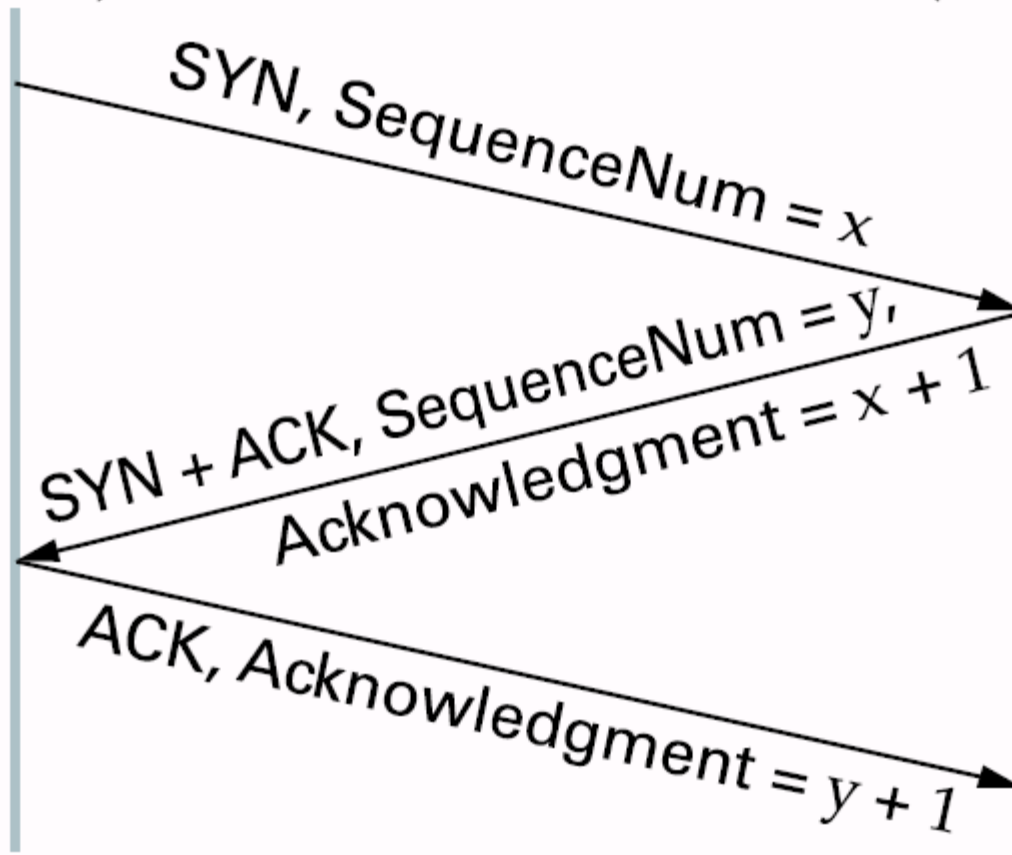 SYN, SequenceNum = x
SYN + ACK, SequenceNum = y,
Acknowledgment = x + 1
ACK, Acknowledgment = y + 1